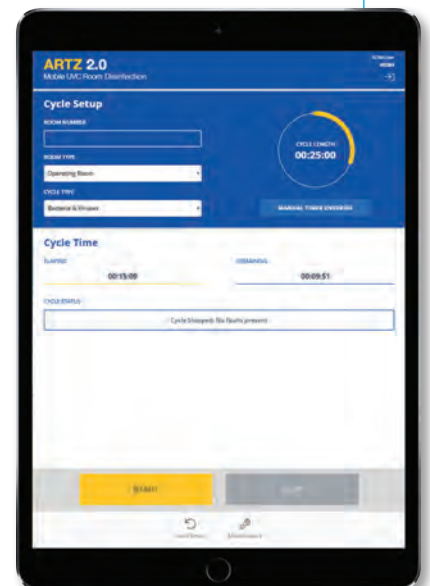 ARTZ 2.0
Mobile UVC Room Disinfection
Cycle Setup
ROOM NUMBER
ROOM TYPE
Operating Room
CYCLE TYPE
Bacteria & Viruses
CYCLE LENGTH
00:25:00
MANUAL TIMER OVERRIDE
Cycle Time
ELAPSED
00:15:09
REMAINING
00:09:51
CYCLE STATUS
Cycle Stopped: No faults present
START